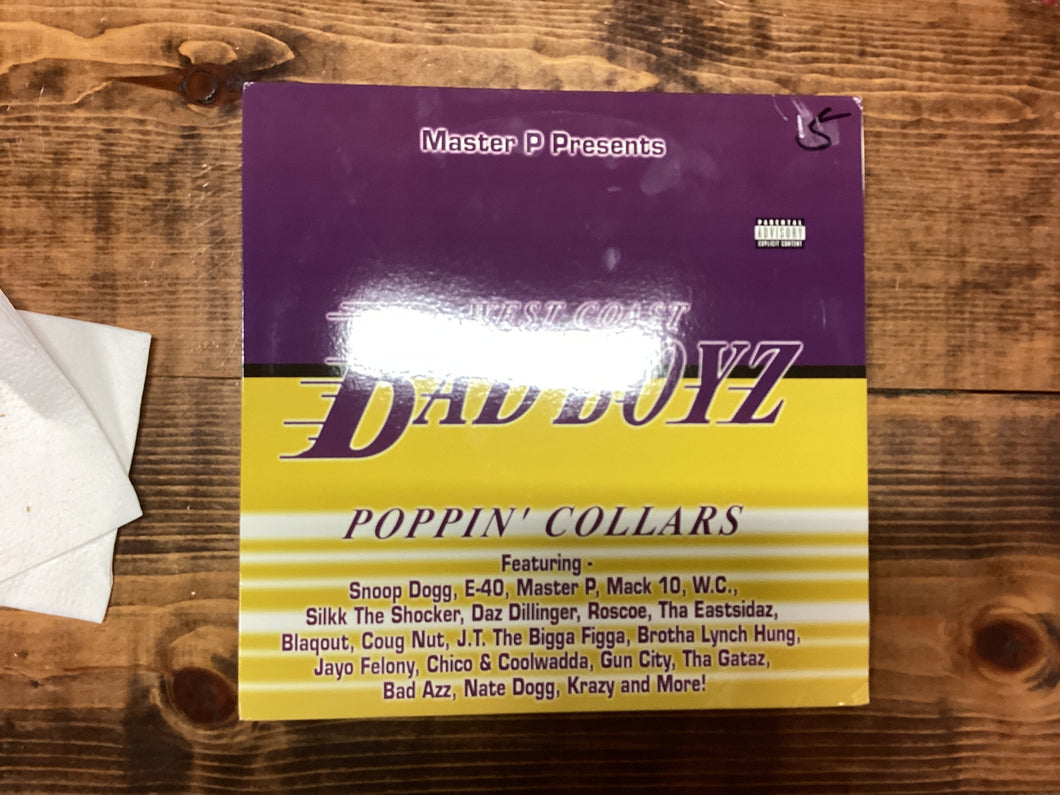 Master P Presents
15
PARENTAL
ADVISORY
EXPLICIT CONTENT
WEST COAST
BAD BOYZ
POPPIN' COLLARS
Featuring -
Snoop Dogg, E-40, Master P, Mack 10, W.C.,
Silkk The Shocker, Daz Dillinger, Roscoe, Tha Eastsidaz,
Blaqout, Coug Nut, J.T. The Bigga Figga, Brotha Lynch Hung,
Jayo Felony, Chico & Coolwadda, Gun City, Tha Gataz,
Bad Azz, Nate Dogg, Krazy and More!